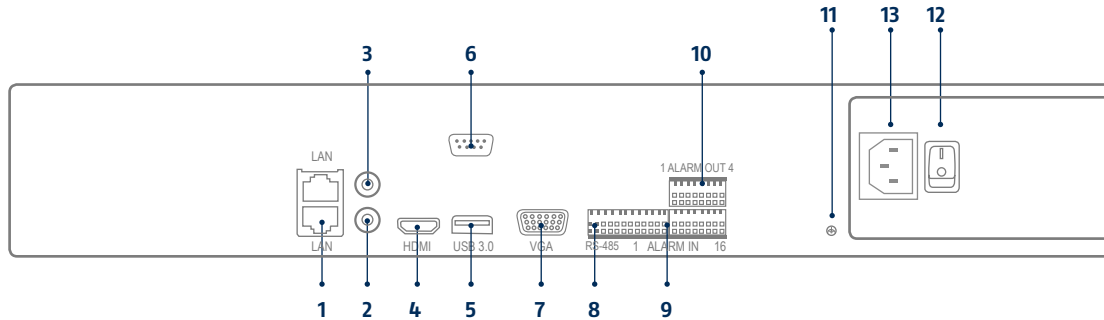 11 13 12
3 6 10
LAN
1 ALARM OUT 4
LAN HDMI USB 3.0 VGA RS-485 1 ALARM IN 16
1 2 4 5 7 8 9